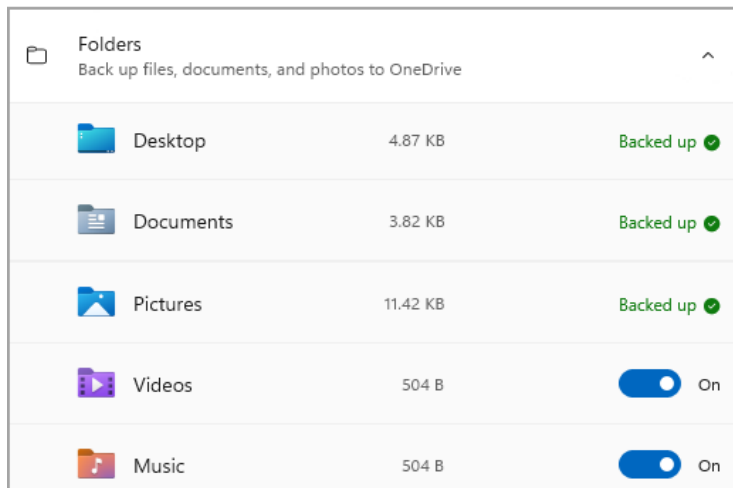 Folders
Back up files, documents, and photos to OneDrive
Desktop 4.87 KB Backed up
Documents 3.82 KB Backed up
Pictures 11.42 KB Backed up
Videos 504 B On
Music 504 B On